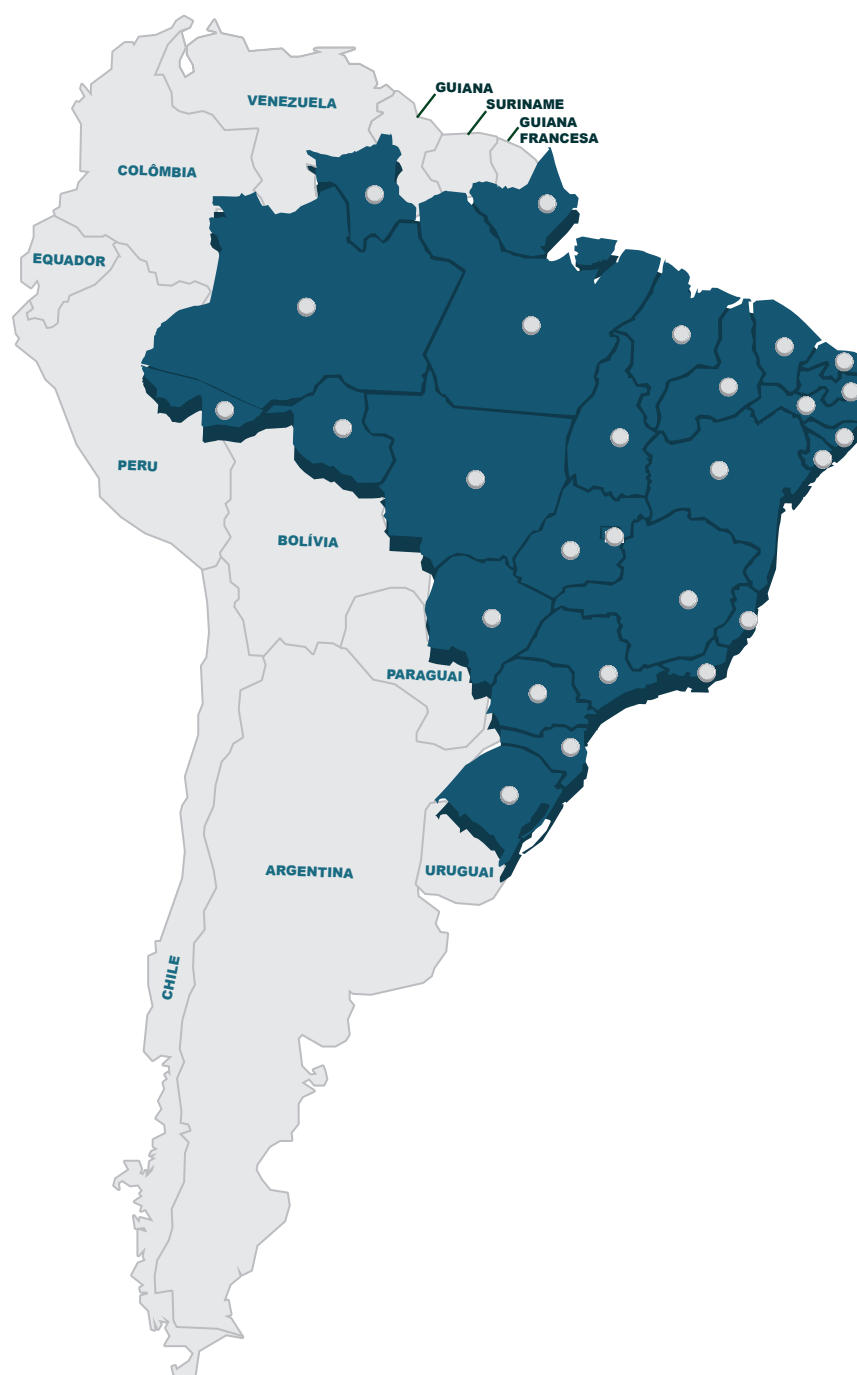 GUIANA
VENEZUELA
SURINAME
GUIANA
FRANCESA
COLÔMBIA
EQUADOR
PERU
BOLÍVIA
PARAGUAI
ARGENTINA
URUGUAI
CHILE